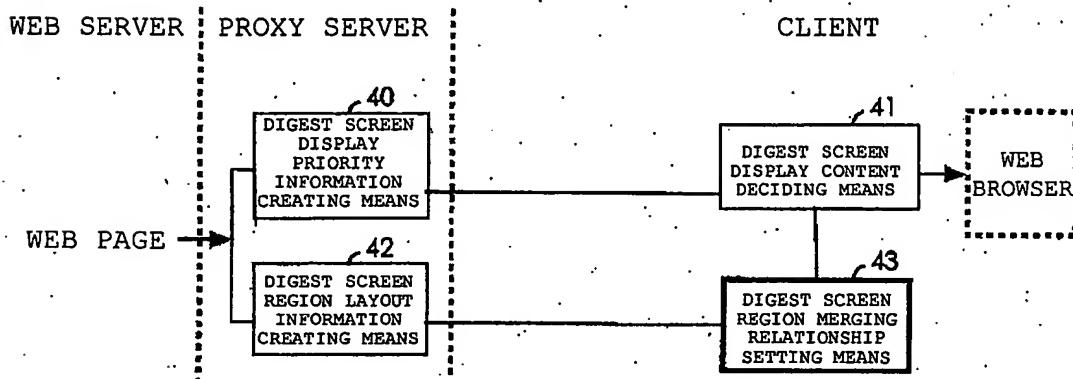 WEB SERVER
PROXY SERVER
CLIENT
40
DIGEST SCREEN
DISPLAY
PRIORITY
INFORMATION
CREATING MEANS
41
DIGEST SCREEN
DISPLAY CONTENT
DECIDING MEANS
WEB
BROWSER
WEB PAGE
42
DIGEST SCREEN
REGION LAYOUT
INFORMATION
CREATING MEANS
43
DIGEST SCREEN
REGION MERGING
RELATIONSHIP
SETTING MEANS